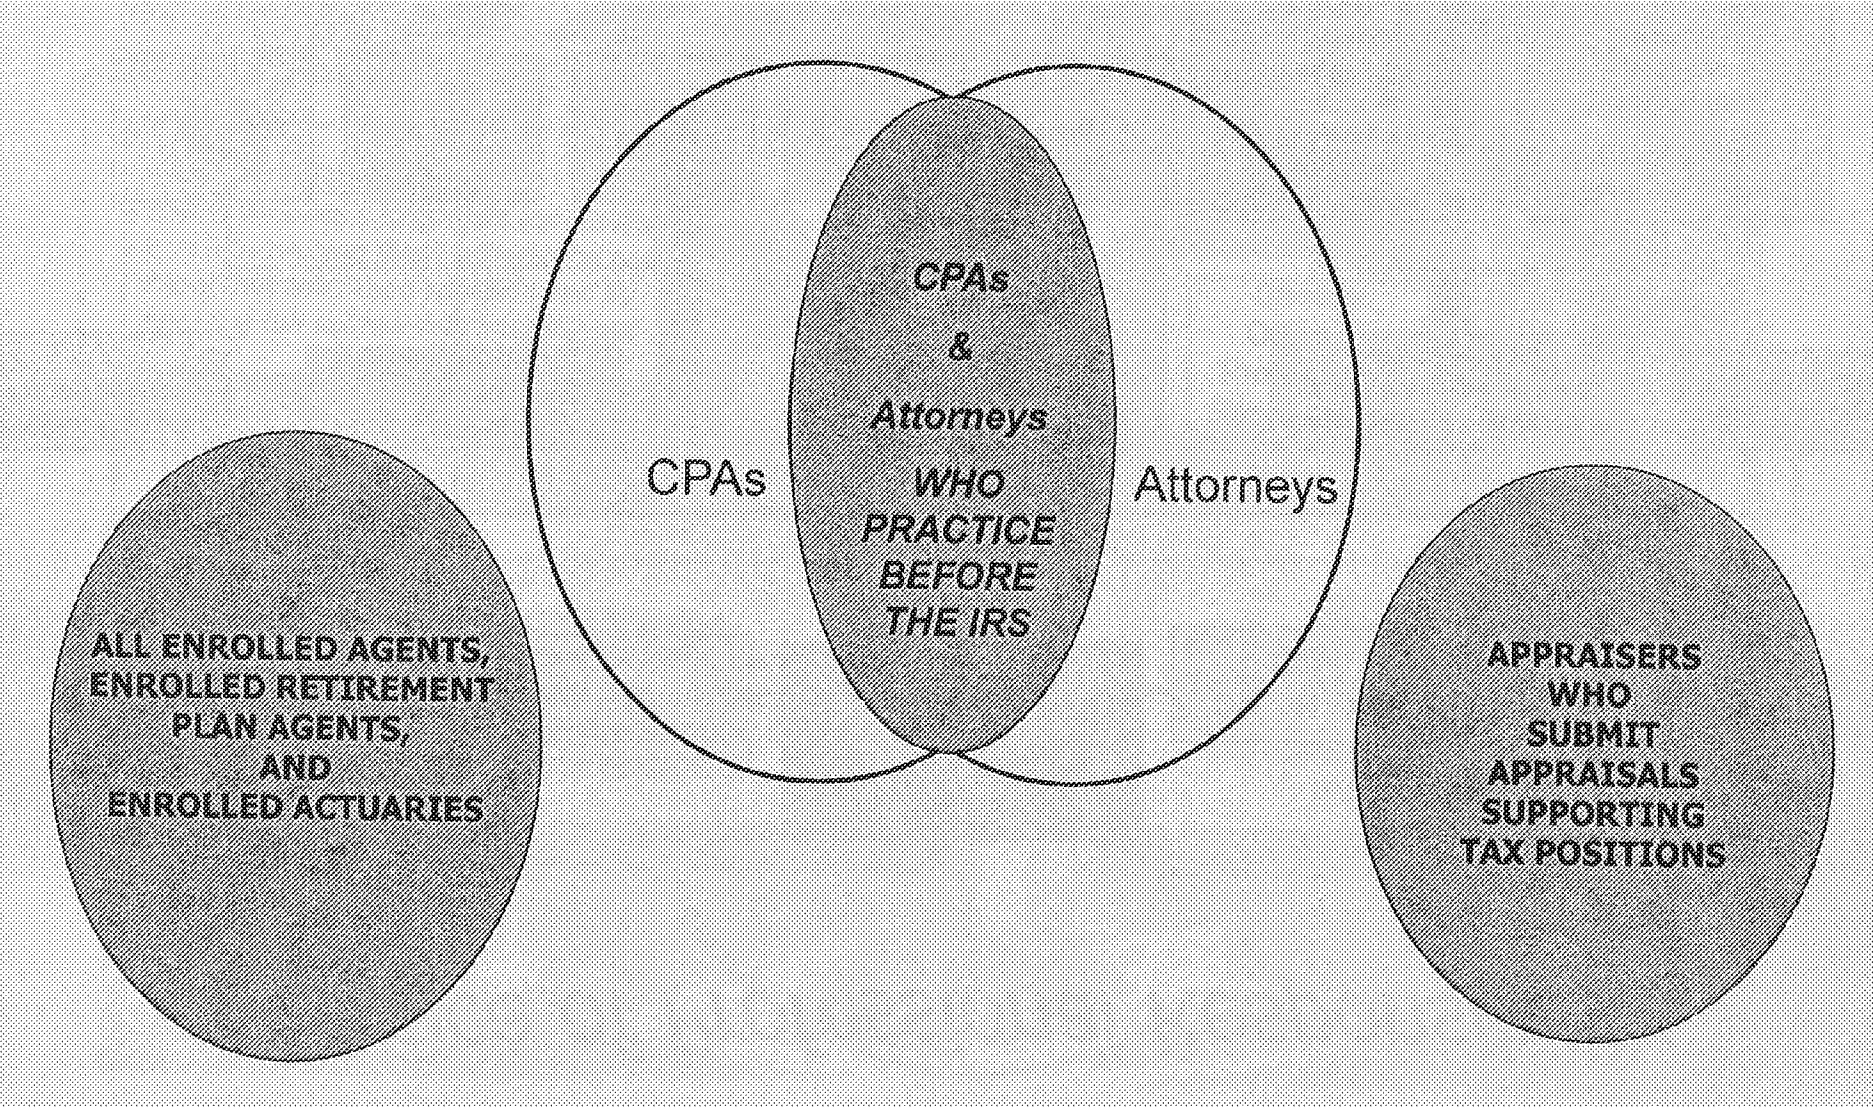 CPAs
&
Attorneys
WHO
PRACTICE
BEFORE
THE IRS
CPAs
Attorneys
ALL ENROLLED AGENTS,
ENROLLED RETIREMENT
PLAN AGENTS,
AND
ENROLLED ACTUARIES
APPRAISERS
WHO
SUBMIT
APPRAISALS
SUPPORTING
TAX POSITIONS